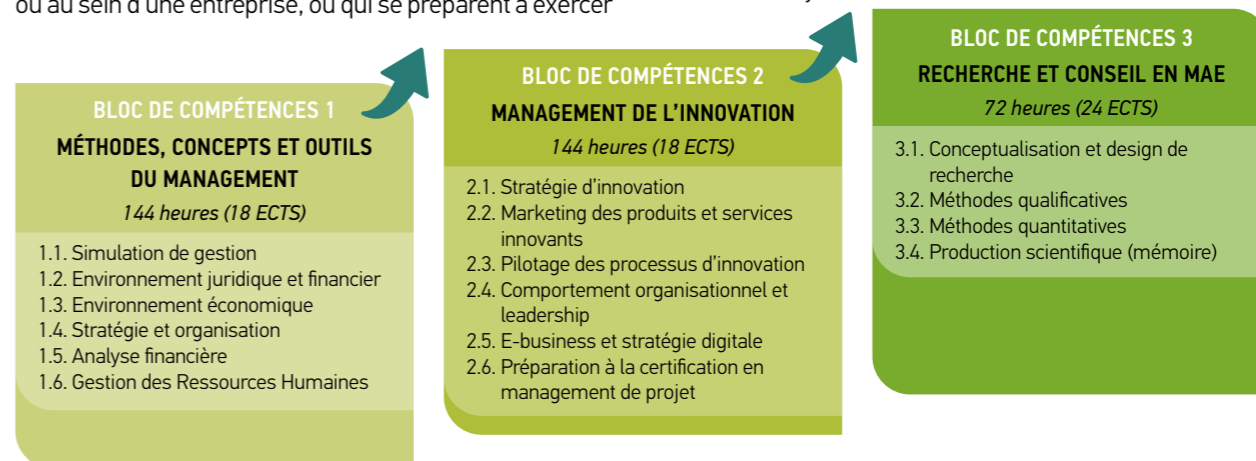 ou au sein d'une entreprise, ou qui se préparent à exercer
BLOC DE COMPÉTENCES 1
MÉTHODES, CONCEPTS ET OUTILS
DU MANAGEMENT
144 heures (18 ECTS)
1.1. Simulation de gestion
1.2. Environnement juridique et financier
1.3. Environnement économique
1.4. Stratégie et organisation
1.5. Analyse financière
1.6. Gestion des Ressources Humaines
BLOC DE COMPÉTENCES 2
MANAGEMENT DE L'INNOVATION
144 heures (18 ECTS)
2.1. Stratégie d'innovation
2.2. Marketing des produits et services
innovants
2.3. Pilotage des processus d'innovation
2.4. Comportement organisationnel et
leadership
2.5. E-business et stratégie digitale
2.6. Préparation à la certification en
management de projet
BLOC DE COMPÉTENCES 3
RECHERCHE ET CONSEIL EN MAE
72 heures (24 ECTS)
3.1. Conceptualisation et design de
recherche
3.2. Méthodes qualificatives
3.3. Méthodes quantitatives
3.4. Production scientifique (mémoire)